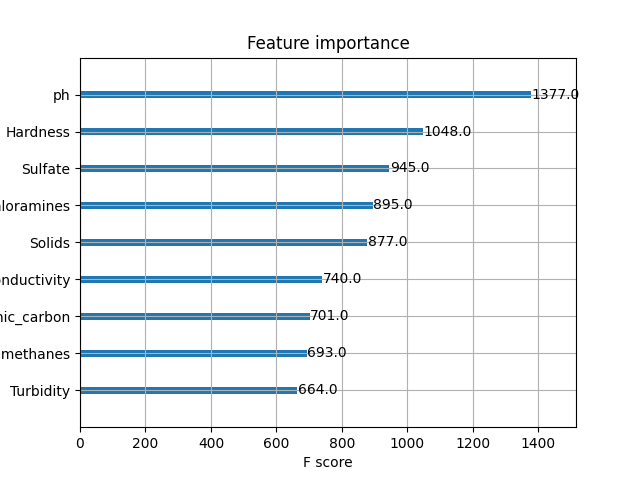 Feature importance
ph 1377.0
Hardness 1048.0
Sulfate 945.0
loramines 895.0
Solids 877.0
onductivity 740.0
nic_carbon 701.0
methanes 693.0
Turbidity 664.0
0 200 400 600 800 1000 1200 1400
F score